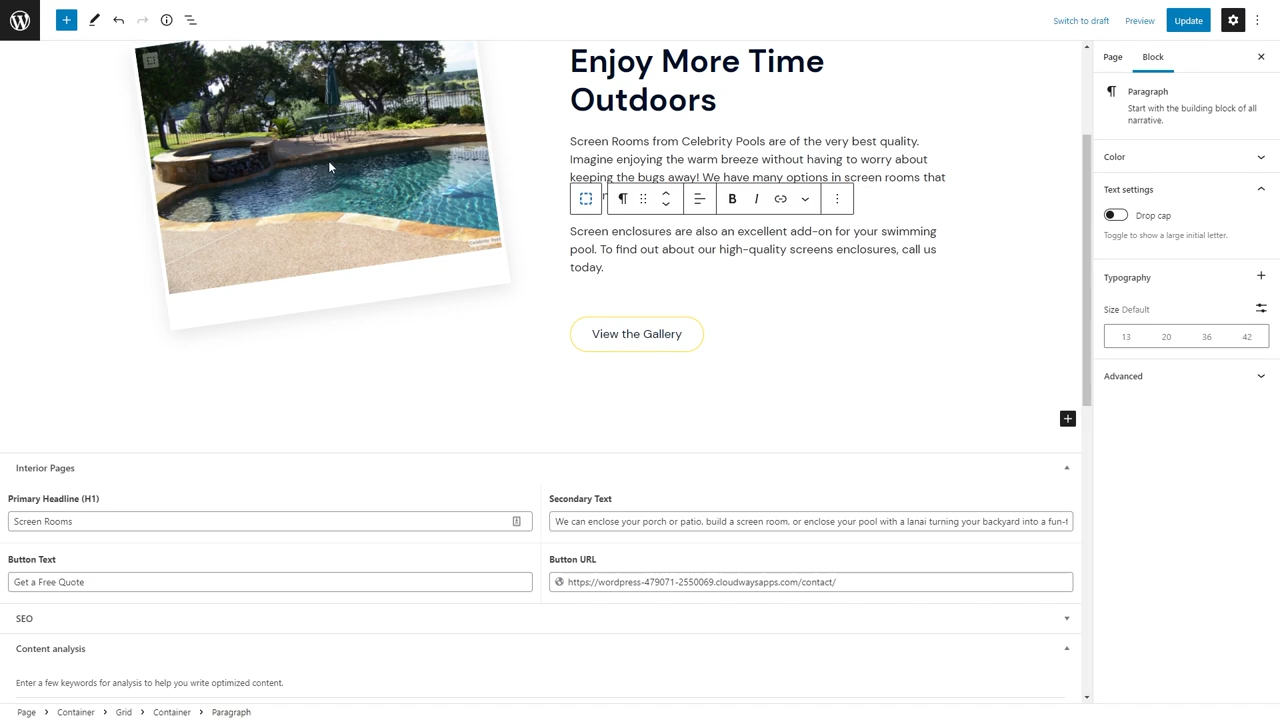 Switch to draft
Preview
Update
Enjoy More Time
Outdoors
Screen Rooms from Celebrity Pools are of the very best quality.
Imagine enjoying the warm breeze without having to worry about
keeping the bugs away! We have many options in screen rooms that
Screen enclosures are also an excellent add-on for your swimming
pool. To find out about our high-quality screens enclosures, call us
today.
View the Gallery
Page
Block
Paragraph
Start with the building block of all
narrative.
Color
Text settings
Drop cap
Toggle to show a large initial letter.
Typography
Size Default
13 20 36 42
Advanced
B I
Celebrity Pools
Interior Pages
Primary Headline (H1)
Screen Rooms
Secondary Text
We can enclose your porch or patio, build a screen room, or enclose your pool with a lanai turning your backyard into a fun-f
Button Text
Get a Free Quote
Button URL
https://wordpress-479071-2550069.cloudwaysapps.com/contact/
SEO
Content analysis
Enter a few keywords for analysis to help you write optimized content.
Page Container Grid Container Paragraph